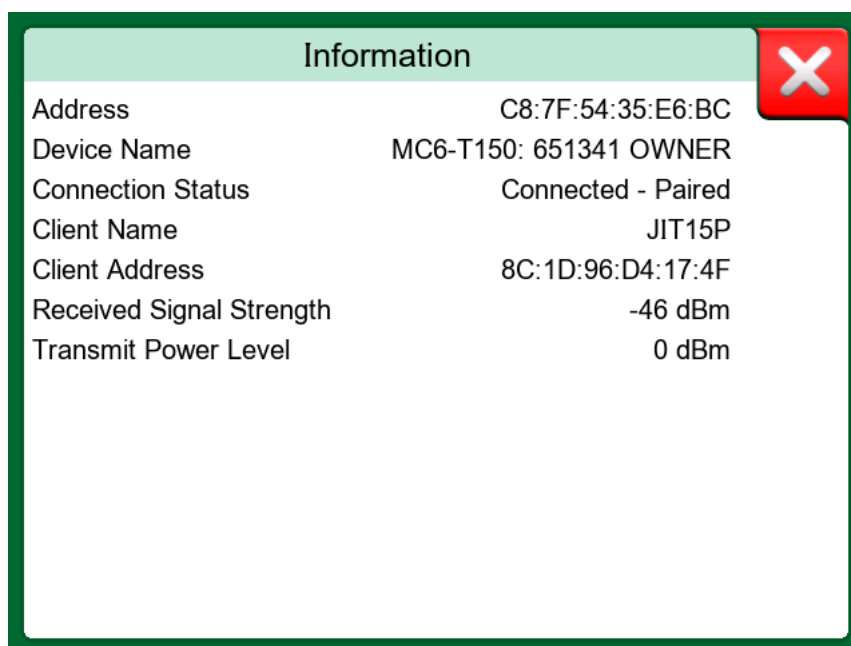 Information
Address C8:7F:54:35:E6:BC
Device Name MC6-T150: 651341 OWNER
Connection Status Connected - Paired
Client Name JIT15P
Client Address 8C:1D:96:D4:17:4F
Received Signal Strength -46 dBm
Transmit Power Level 0 dBm